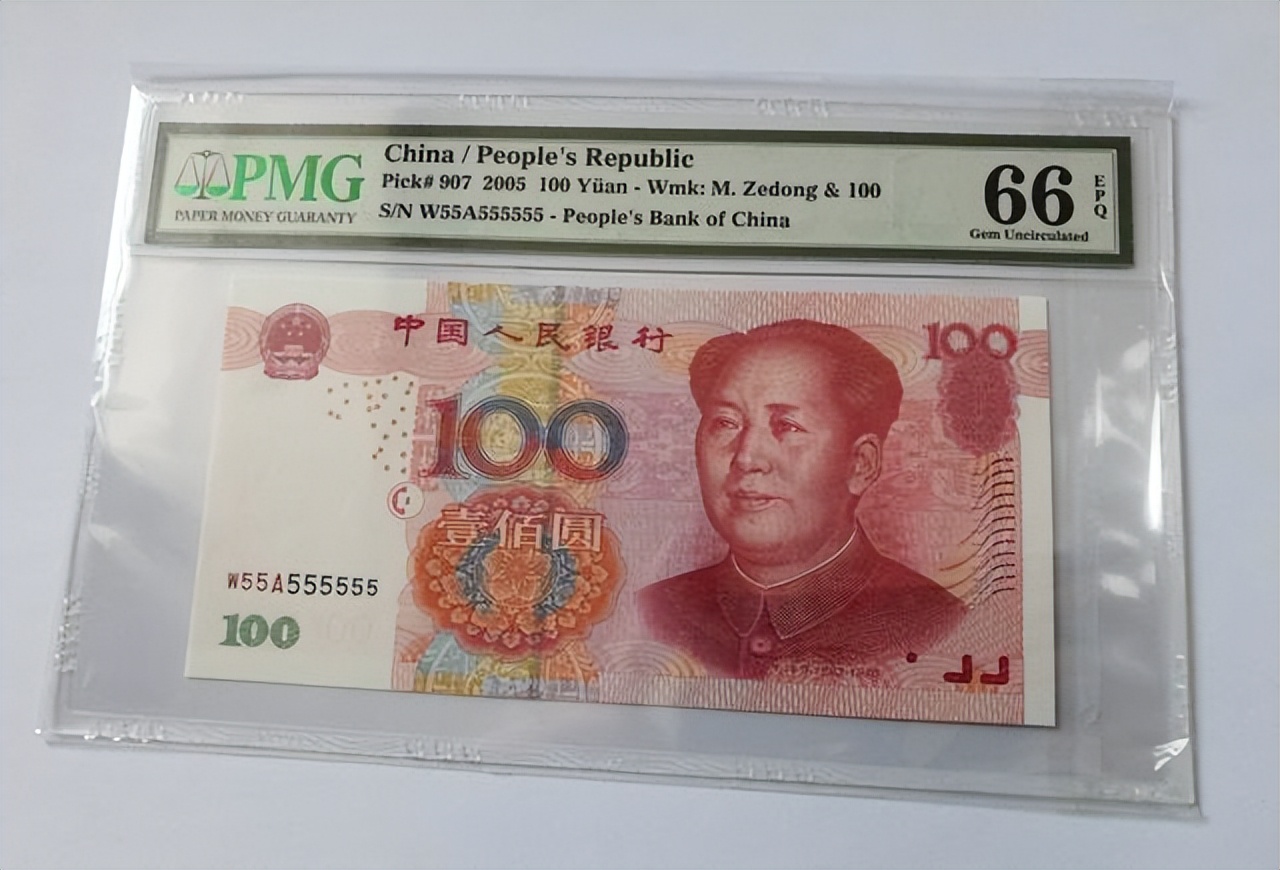 PMG
PAPER MONEY GUARANTY
China / People's Republic
Pick# 907 2005 100 Yüan - Wmk: M. Zedong & 100
S/N W55A555555 - People's Bank of China
66
EPQ
Gem Uncirculated
中国人民银行
100
100
壹佰圆
W55A555555
100